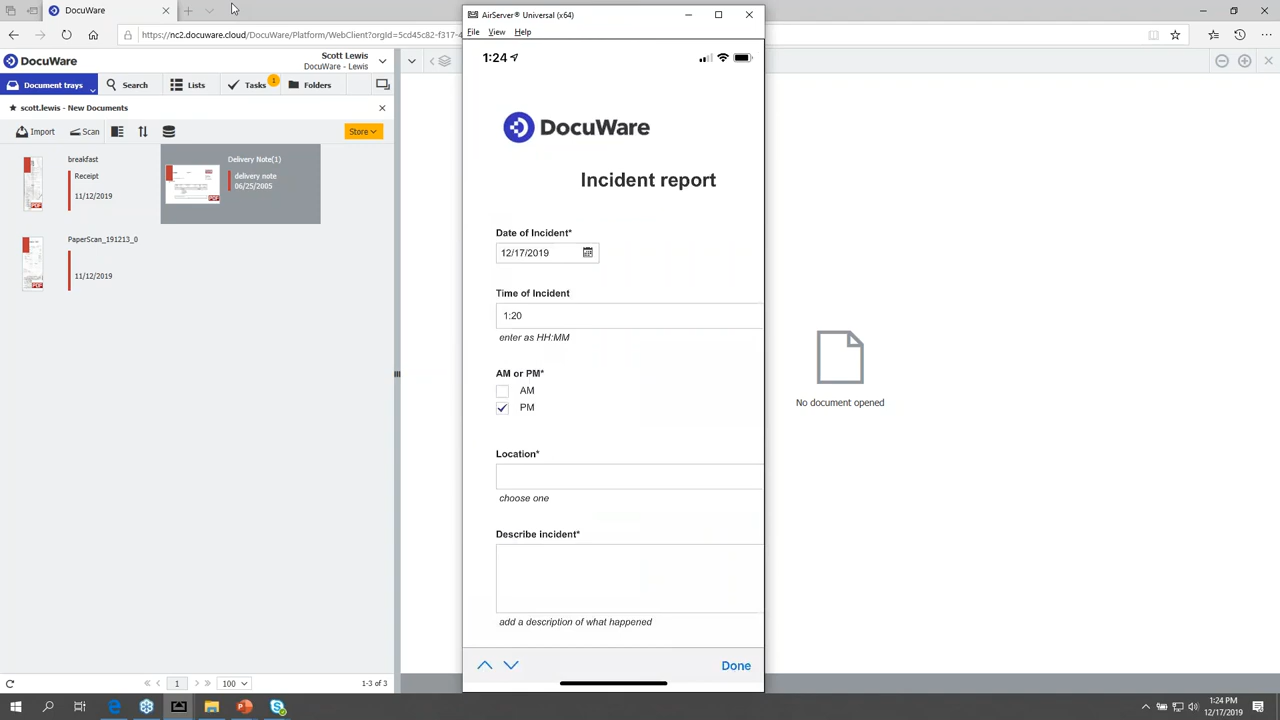 DocuWare
https://nc2.docuware.cloud/DocuWare/Platform/WebClient?orgId=5cd45c82-f317-4
DocuWare
Scott Lewis
DocuWare - Lewis
Document trays
Search
Lists
Tasks
1
Folders
scott.lewis - New Documents
Import
Scan
Store
breakfast
Receipt
11/12/2019
Delivery Note(1)
delivery note
06/25/2005
PaperScan_191213_0
11/12/2019
1
100
1-3 of 3
AirServer® Universal (x64)
File View Help
1:24
DocuWare
Incident report
Date of Incident*
12/17/2019
Time of Incident
1:20
enter as HH:MM
AM or PM*
AM
PM
Location*
choose one
Describe incident*
add a description of what happened
Done
No document opened
1:24 PM
12/17/2019